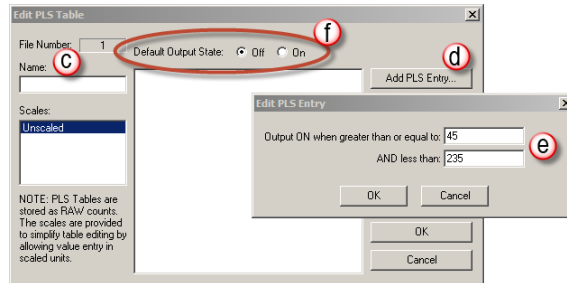 Edit PLS Table
File Number: 1
Default Output State: Off On
f
c
Name:
d
Add PLS Entry...
Scales:
Unscaled
Edit PLS Entry
Output ON when greater than or equal to: 45
AND less than: 235
e
OK Cancel
NOTE: PLS Tables are
stored as RAW counts.
The scales are provided
to simplify table editing by
allowing value entry in
scaled units.
OK
Cancel